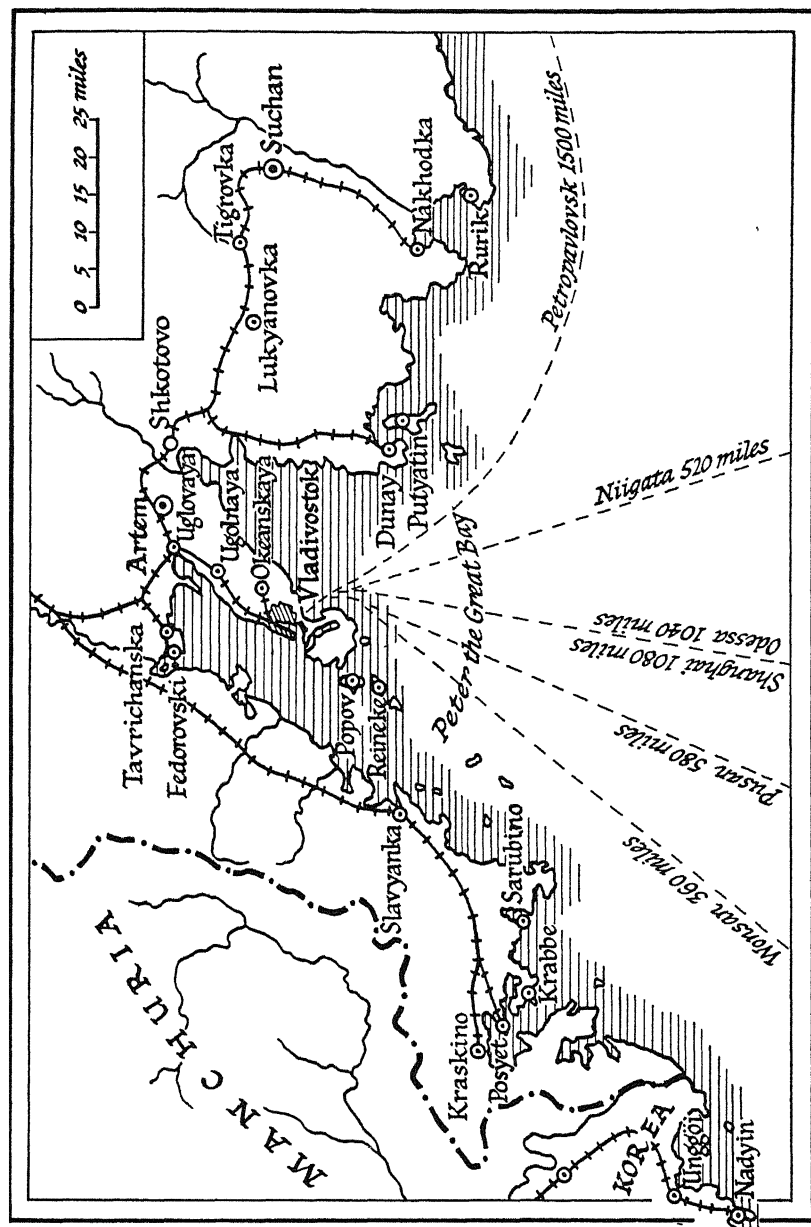 0 5 10 15 20 25 miles
Suchan
Tigrovka
Nakhodka
Rurik
Lukyanovka
Shkotovo
Artem
Uglovaya
Ugolnaya
Okeanskaya
Vladivostok
Dunay
Putyatin
Tavrichanska
Fedorovski
Popov
Reineke
Peter the Great Bay
Petropavlovsk 1500 miles
Niigata 520 miles
Odessa 1040 miles
Shanghai 1080 miles
Pusan 580 miles
Wonsan 360 miles
Slavyanka
Sarubino
Krabbe
Kraskino
Posyet
MANCHURIA
KOREA
Unggoi
Nadyin